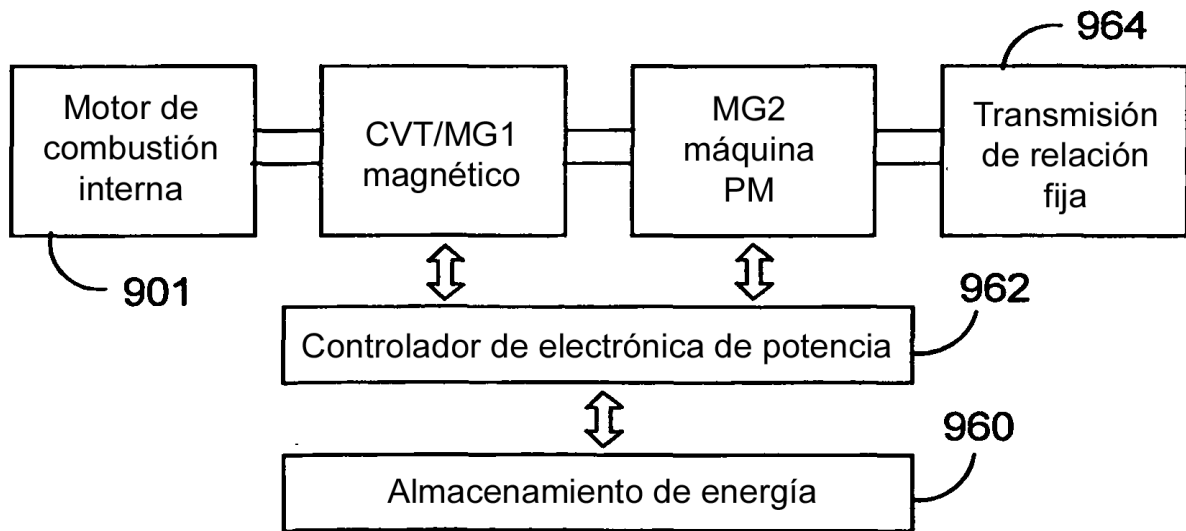 964
Motor de
combustión
interna
CVT/MG1
magnético
MG2
máquina
PM
Transmisión
de relación
fija
901
962
Controlador de electrónica de potencia
960
Almacenamiento de energía